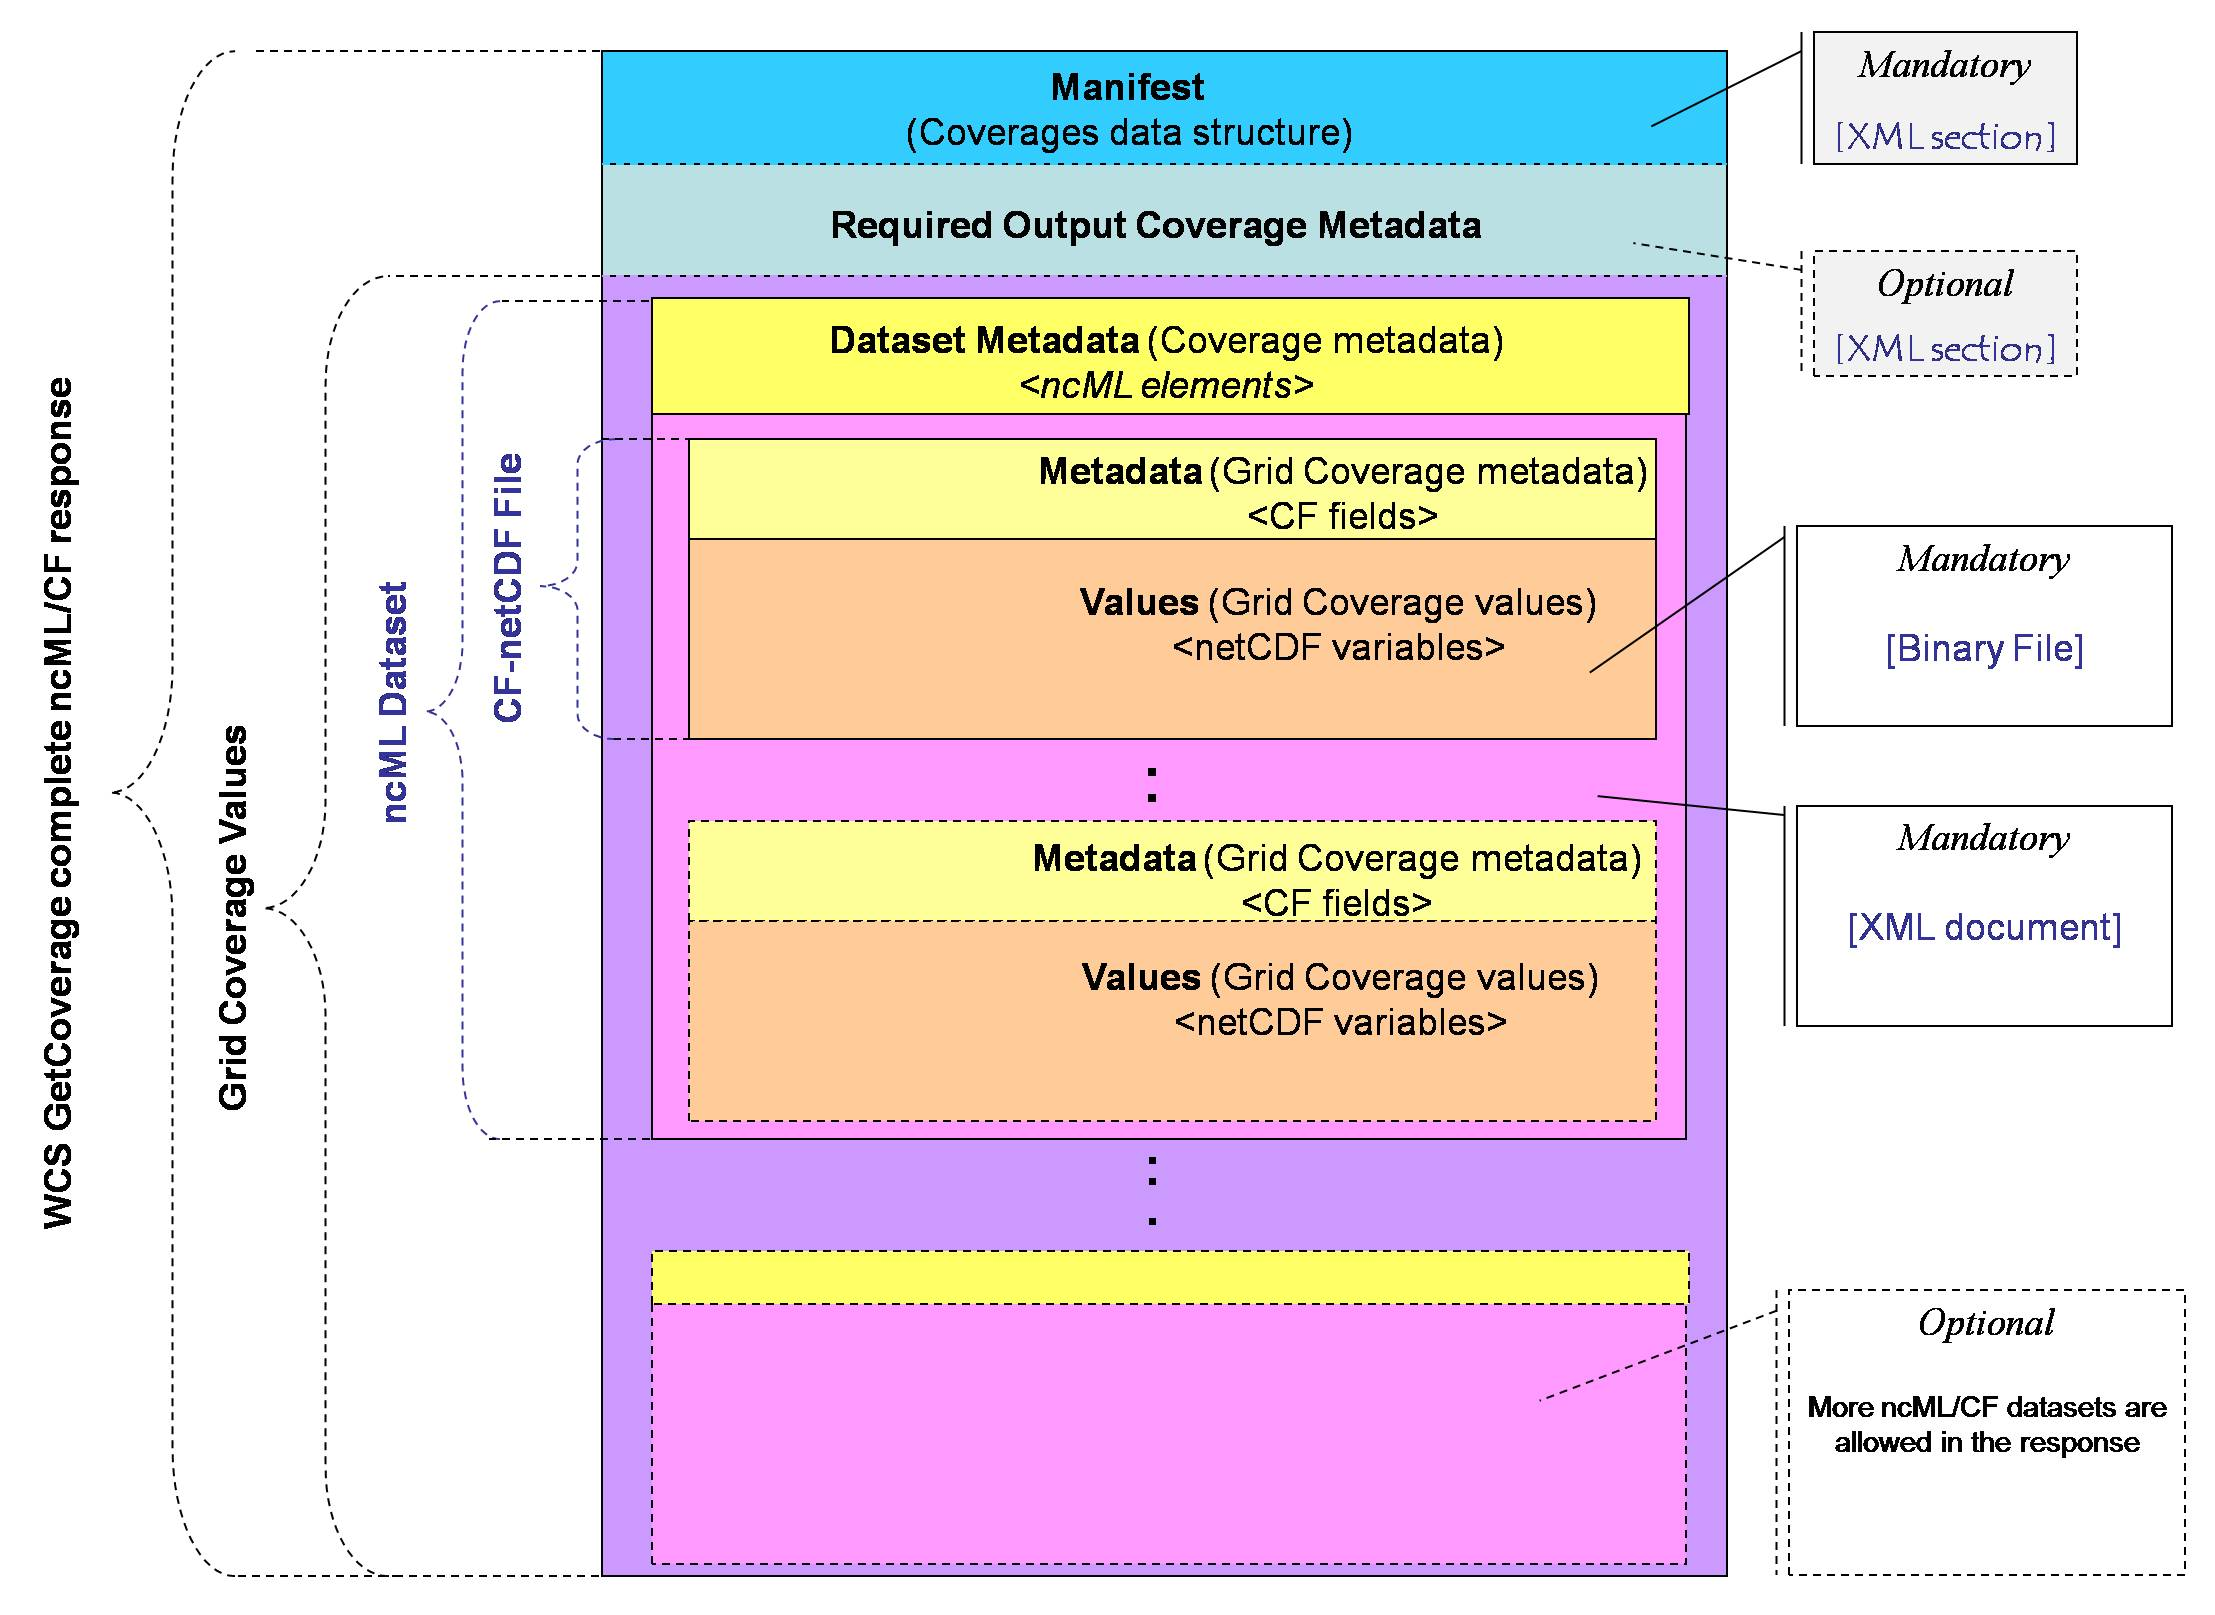 Manifest
(Coverages data structure)
Mandatory
[XML section]
Required Output Coverage Metadata
Optional
[XML section]
Dataset Metadata (Coverage metadata)
<ncML elements>
Metadata (Grid Coverage metadata)
<CF fields>
Values (Grid Coverage values)
<netCDF variables>
Mandatory
[Binary File]
Metadata (Grid Coverage metadata)
<CF fields>
Values (Grid Coverage values)
<netCDF variables>
Mandatory
[XML document]
Optional
More ncML/CF datasets are
allowed in the response
WCS GetCoverage complete ncML/CF response
Grid Coverage Values
ncML Dataset
CF-netCDF File